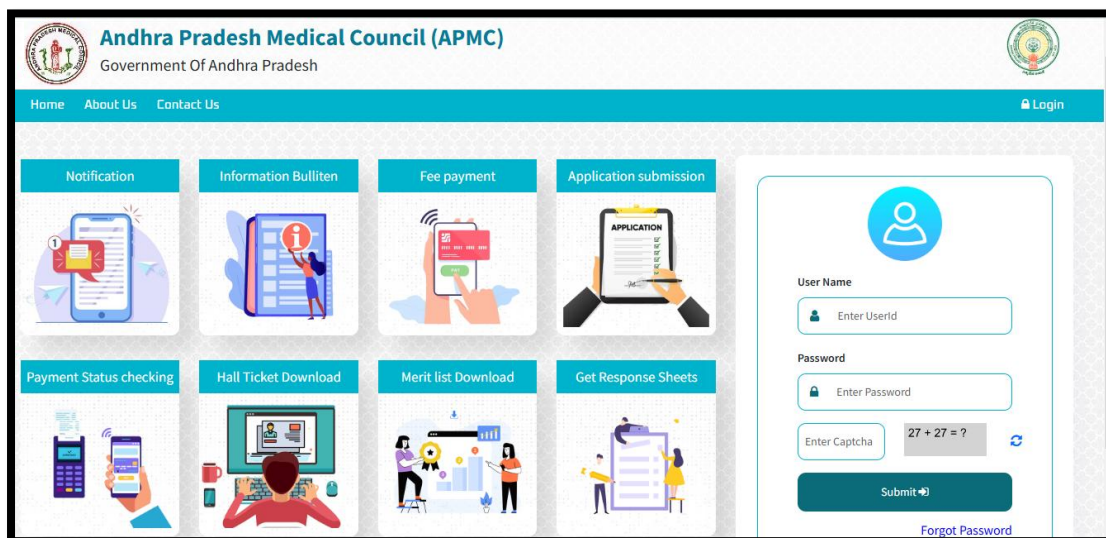 Andhra Pradesh Medical Council (APMC)
Government Of Andhra Pradesh
Home About Us Contact Us Login
Notification Information Bulliten Fee payment Application submission
1
APPLICATION
User Name
Enter UserId
Password
Enter Password
Payment Status checking Hall Ticket Download Merit list Download Get Response Sheets
Enter Captcha 27 + 27 = ?
Submit
Forgot Password